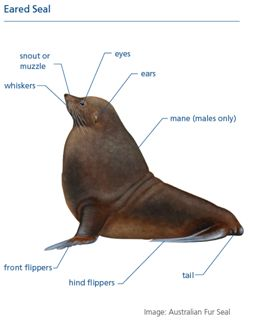 Eared Seal
eyes
snout or
muzzle
ears
whiskers
mane (males only)
front flippers
hind flippers
tail
Image: Australian Fur Seal